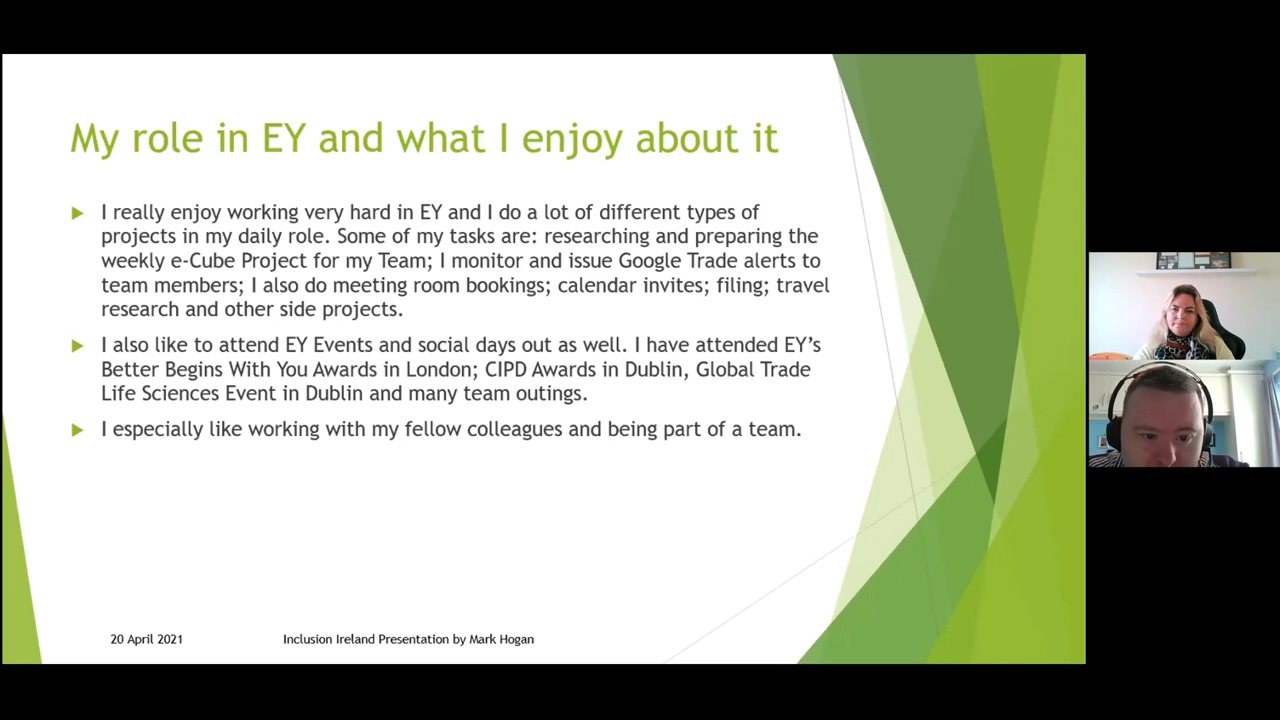 My role in EY and what I enjoy about it
I really enjoy working very hard in EY and I do a lot of different types of
projects in my daily role. Some of my tasks are: researching and preparing the
weekly e-Cube Project for my Team; I monitor and issue Google Trade alerts to
team members; I also do meeting room bookings; calendar invites; filing; travel
research and other side projects.
I also like to attend EY Events and social days out as well. I have attended EY’s
Better Begins With You Awards in London; CIPD Awards in Dublin, Global Trade
Life Sciences Event in Dublin and many team outings.
I especially like working with my fellow colleagues and being part of a team.
20 April 2021
Inclusion Ireland Presentation by Mark Hogan